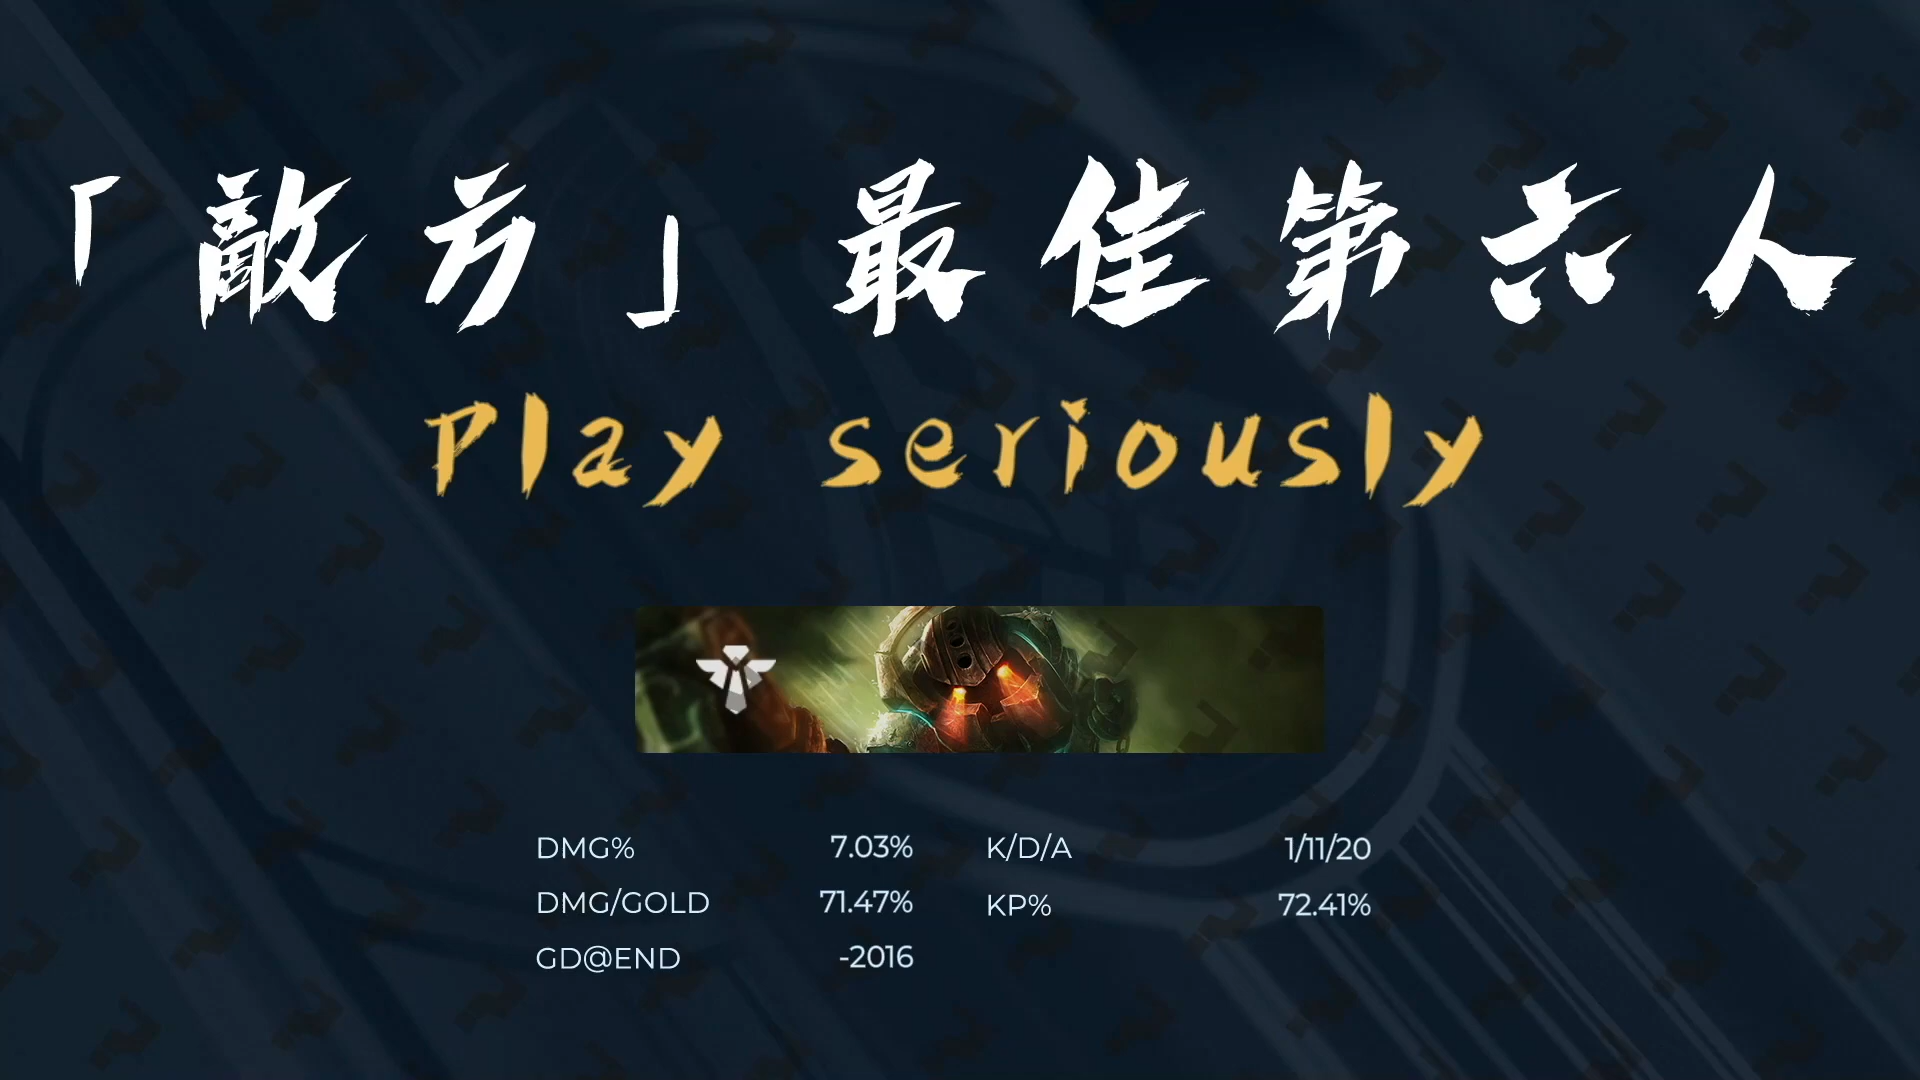 「敵方」最佳第六人
Play seriously
DMG% 7.03% K/D/A 1/11/20
DMG/GOLD 71.47% KP% 72.41%
GD@END -2016